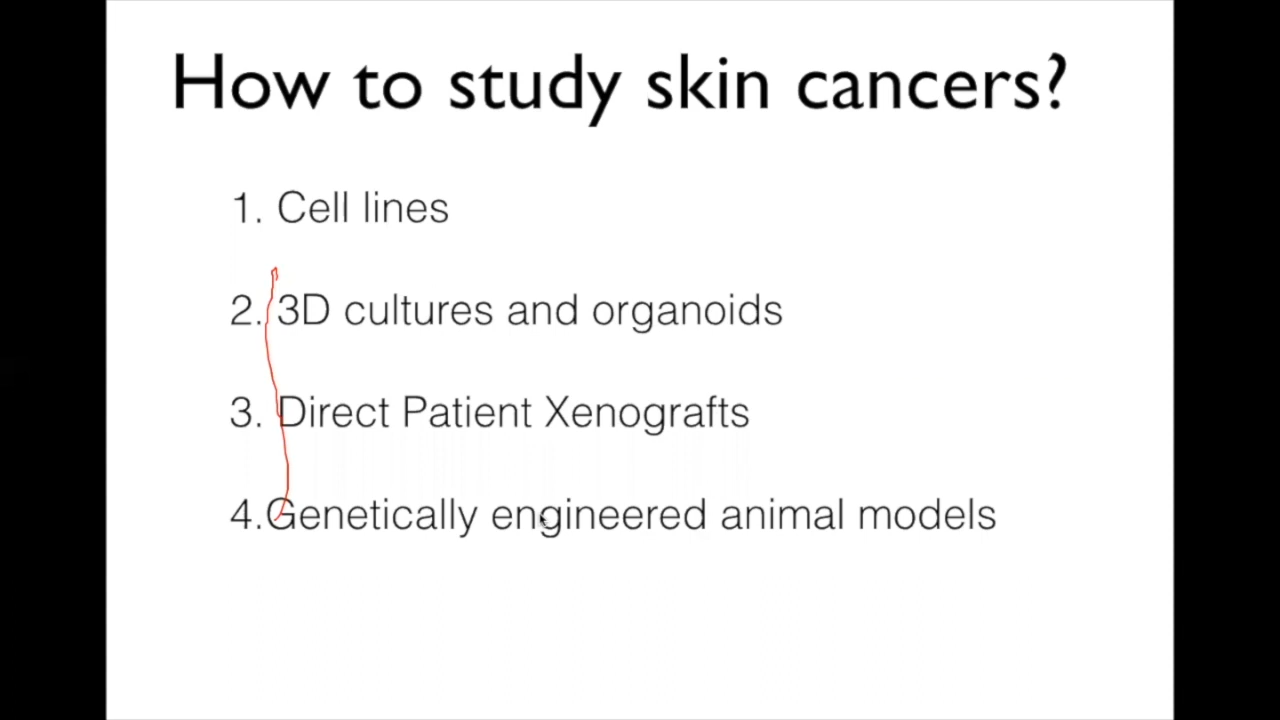 How to study skin cancers?
1. Cell lines
2. 3D cultures and organoids
3. Direct Patient Xenografts
4.Genetically engineered animal models